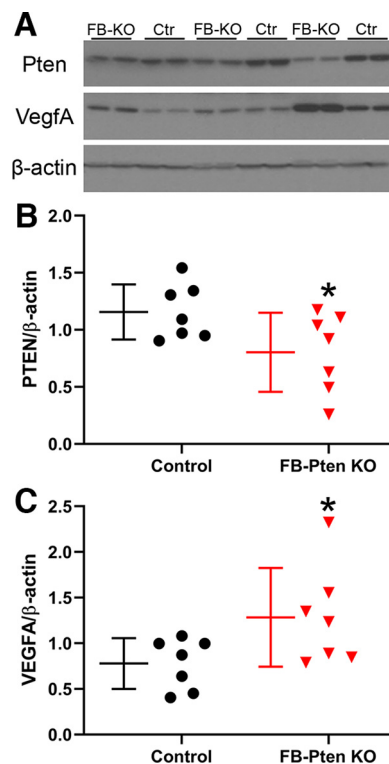 A
FB-KO Ctr FB-KO Ctr FB-KO Ctr
Pten
VegfA
β-actin
B
2.0
1.5
1.0
0.5
0.0
PTEN/β-actin
*
Control FB-Pten KO
C
2.5
2.0
1.5
1.0
0.5
0.0
VEGFA/β-actin
*
Control FB-Pten KO